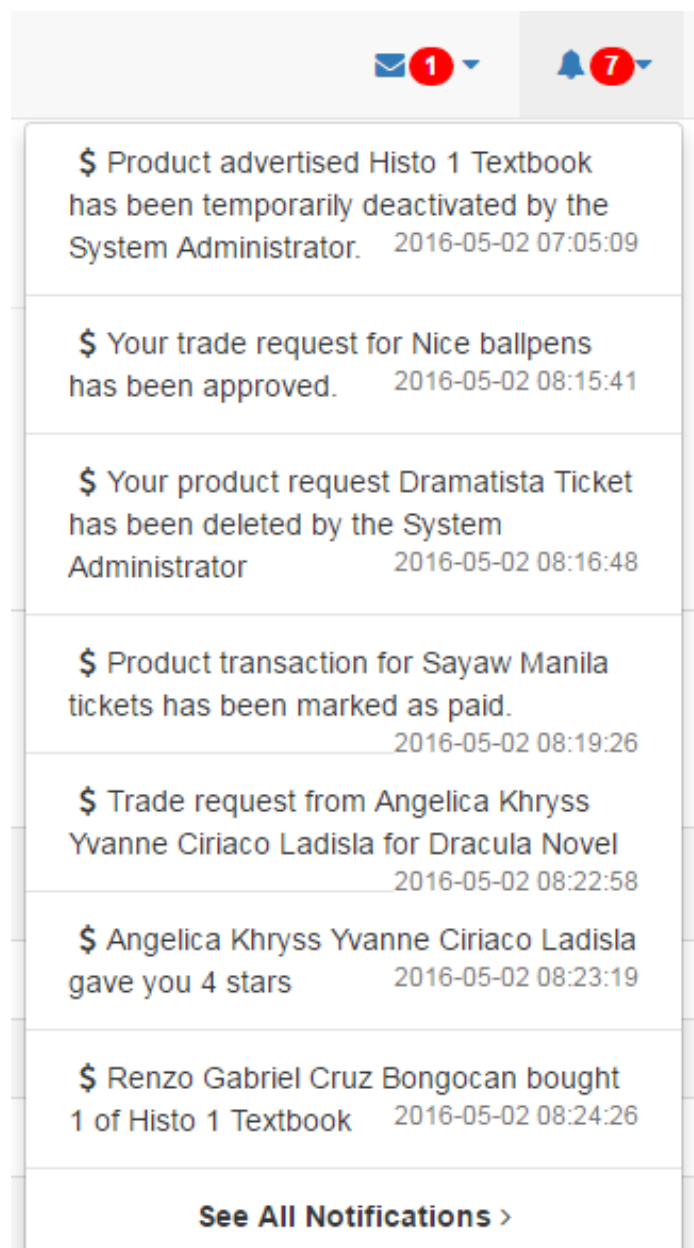 1
7
$ Product advertised Histo 1 Textbook
has been temporarily deactivated by the
System Administrator. 2016-05-02 07:05:09
$ Your trade request for Nice ballpens
has been approved. 2016-05-02 08:15:41
$ Your product request Dramatista Ticket
has been deleted by the System
Administrator 2016-05-02 08:16:48
$ Product transaction for Sayaw Manila
tickets has been marked as paid.
2016-05-02 08:19:26
$ Trade request from Angelica Khryss
Yvanne Ciriaco Ladisla for Dracula Novel
2016-05-02 08:22:58
$ Angelica Khryss Yvanne Ciriaco Ladisla
gave you 4 stars 2016-05-02 08:23:19
$ Renzo Gabriel Cruz Bongocan bought
1 of Histo 1 Textbook 2016-05-02 08:24:26
See All Notifications >